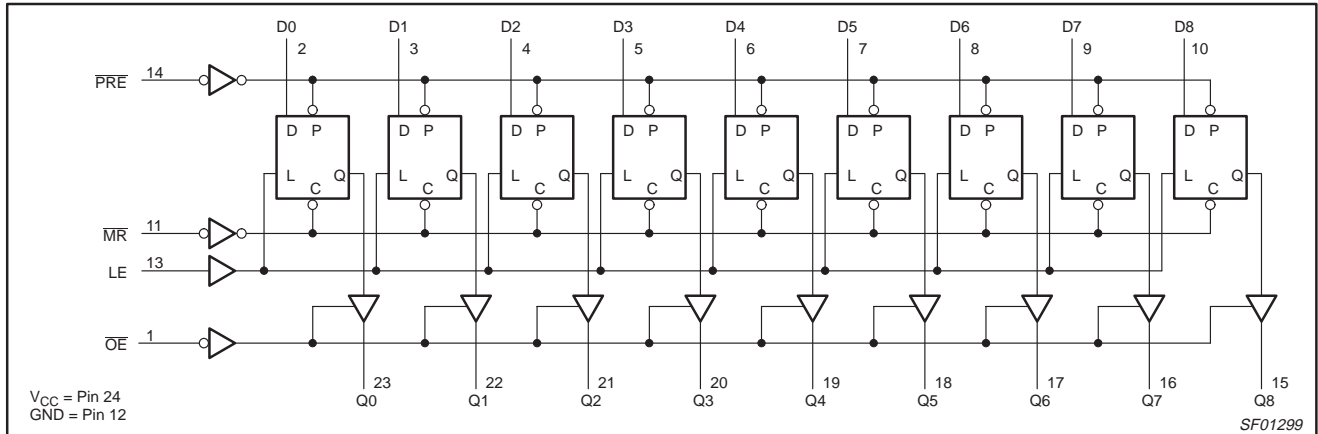 D0 D1 D2 D3 D4 D5 D6 D7 D8
2 3 4 5 6 7 8 9 10
PRE 14
D P D P D P D P D P D P D P D P D P
L Q L Q L Q L Q L Q L Q L Q L Q L Q
C C C C C C C C C
MR 11
LE 13
OE 1
23 22 21 20 19 18 17 16 15
Q0 Q1 Q2 Q3 Q4 Q5 Q6 Q7 Q8
VCC = Pin 24
GND = Pin 12
SF01299